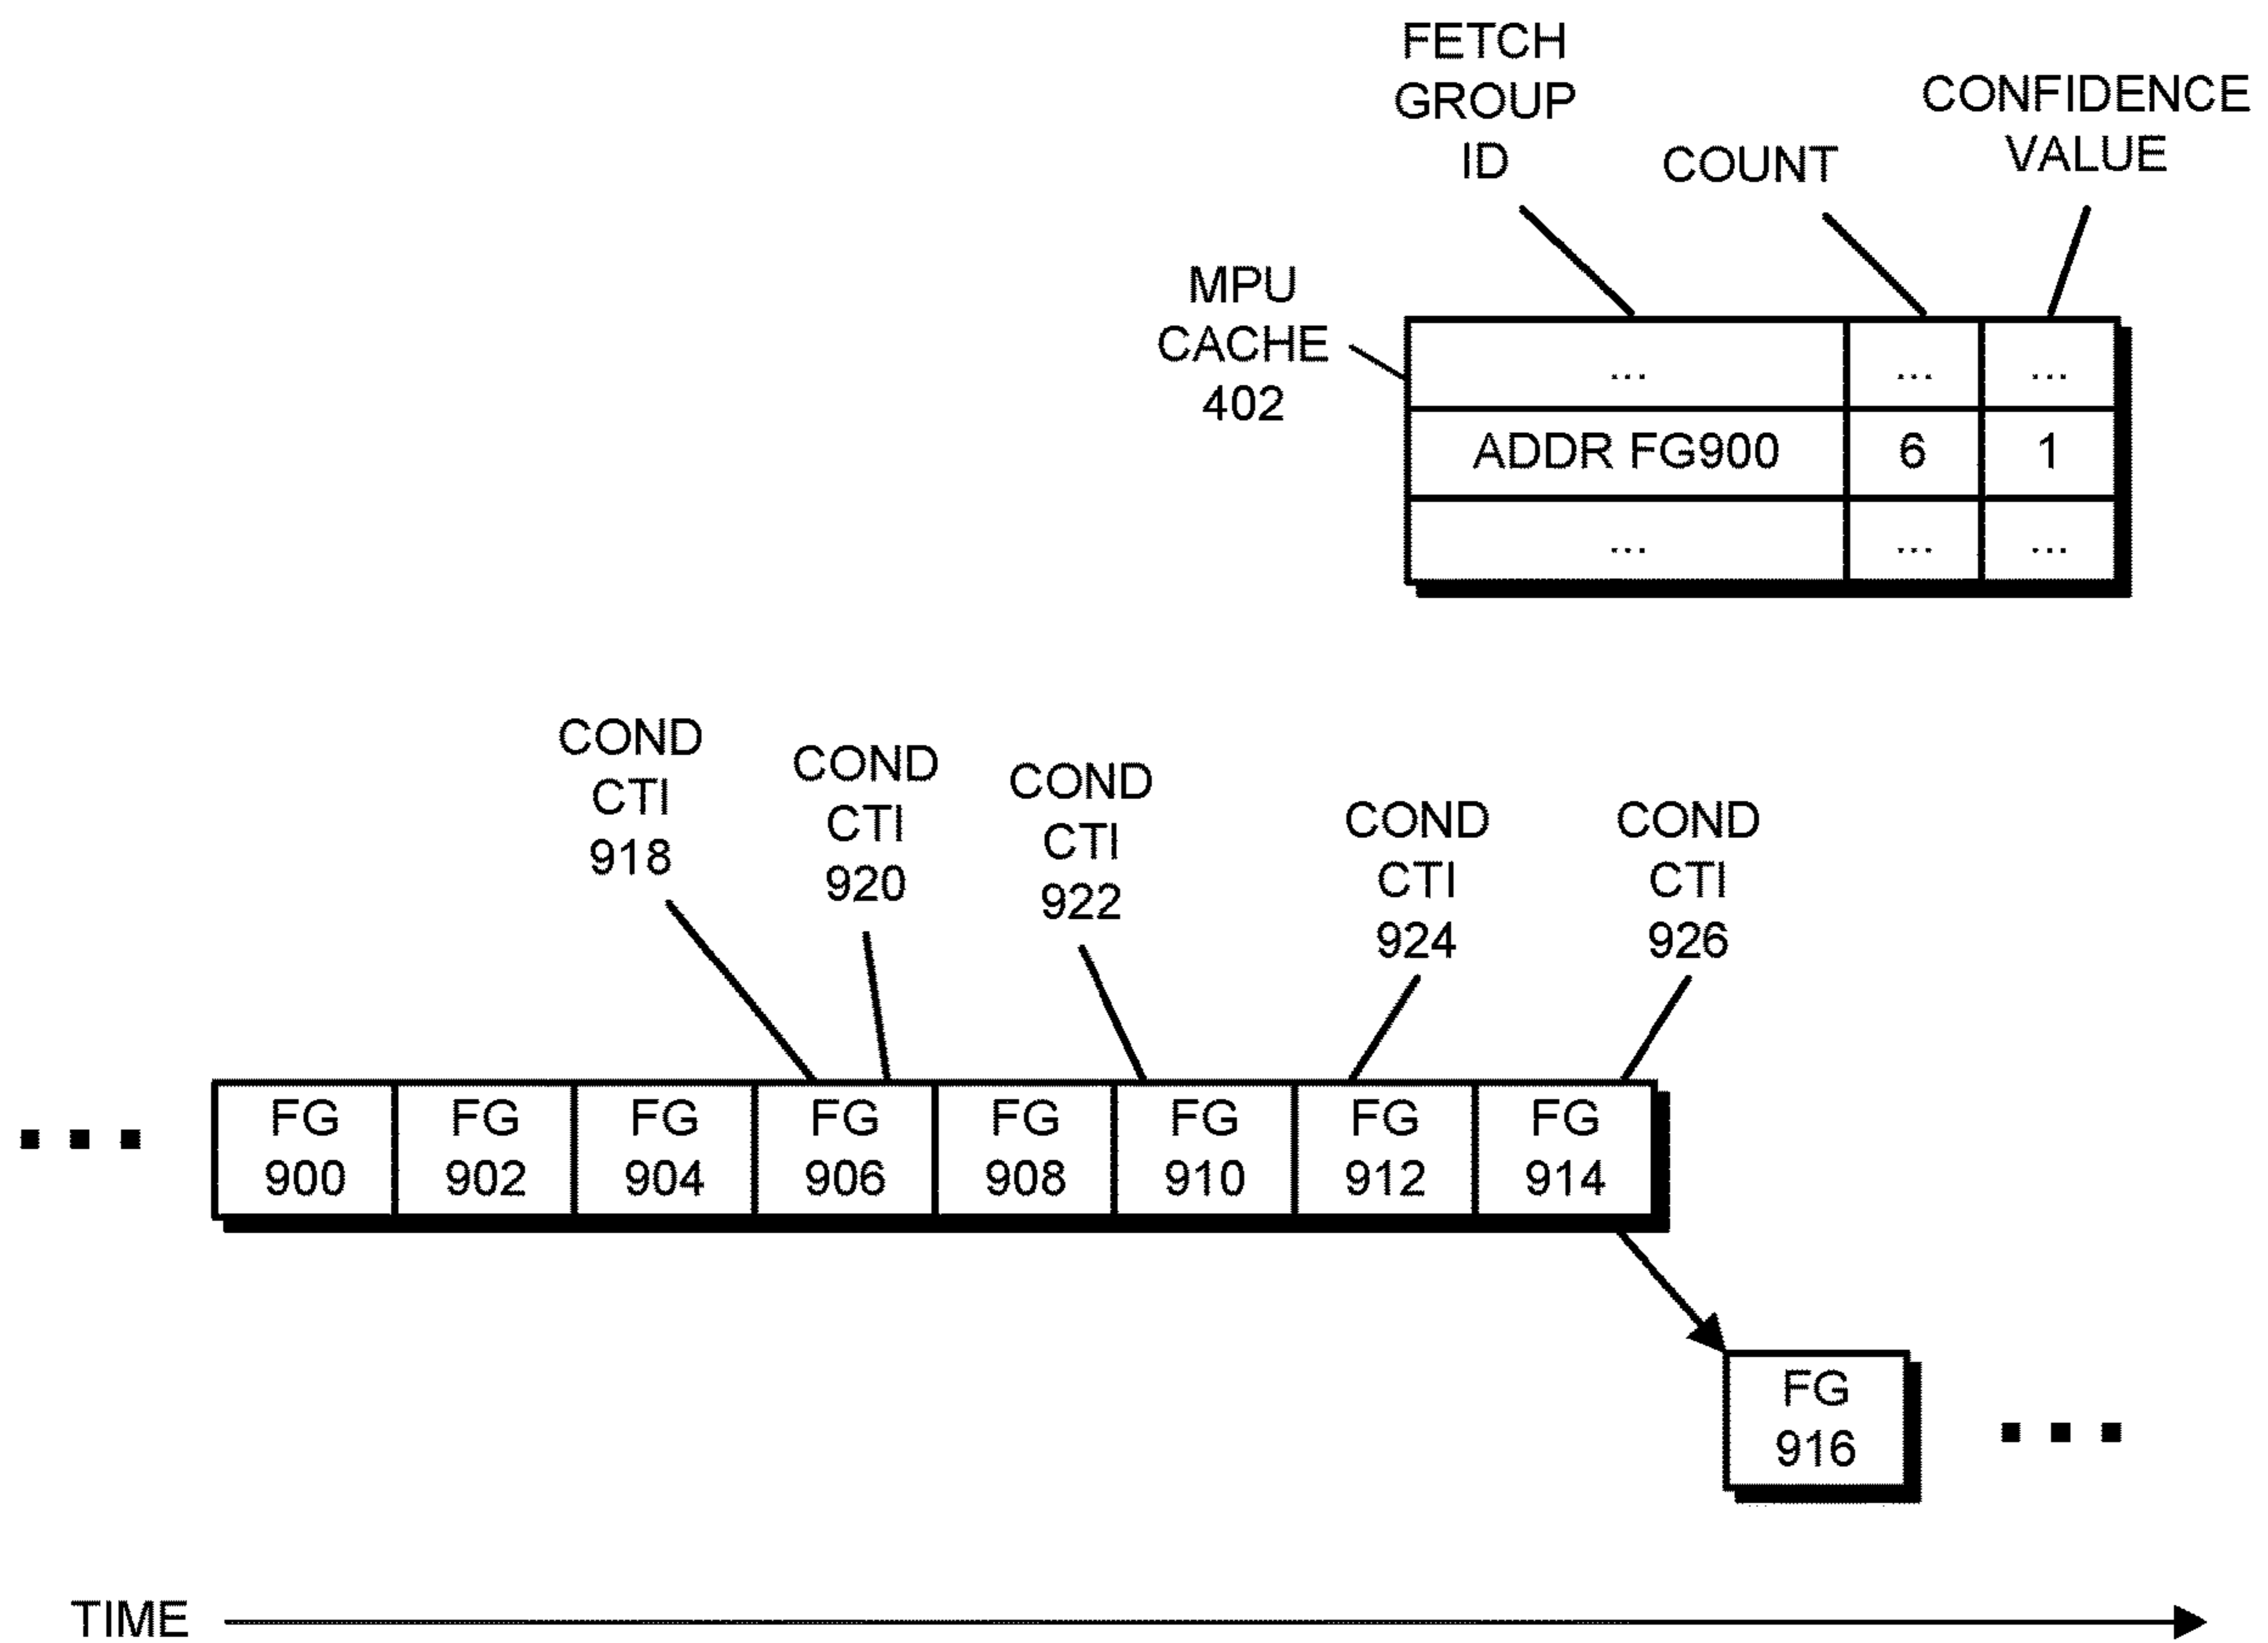 FETCH
GROUP
ID
COUNT
CONFIDENCE
VALUE
MPU
CACHE
402
... ... ...
ADDR FG900 6 1
... ... ...
COND
CTI
918
COND
CTI
920
COND
CTI
922
COND
CTI
924
COND
CTI
926
...
FG
900
FG
902
FG
904
FG
906
FG
908
FG
910
FG
912
FG
914
FG
916
...
TIME